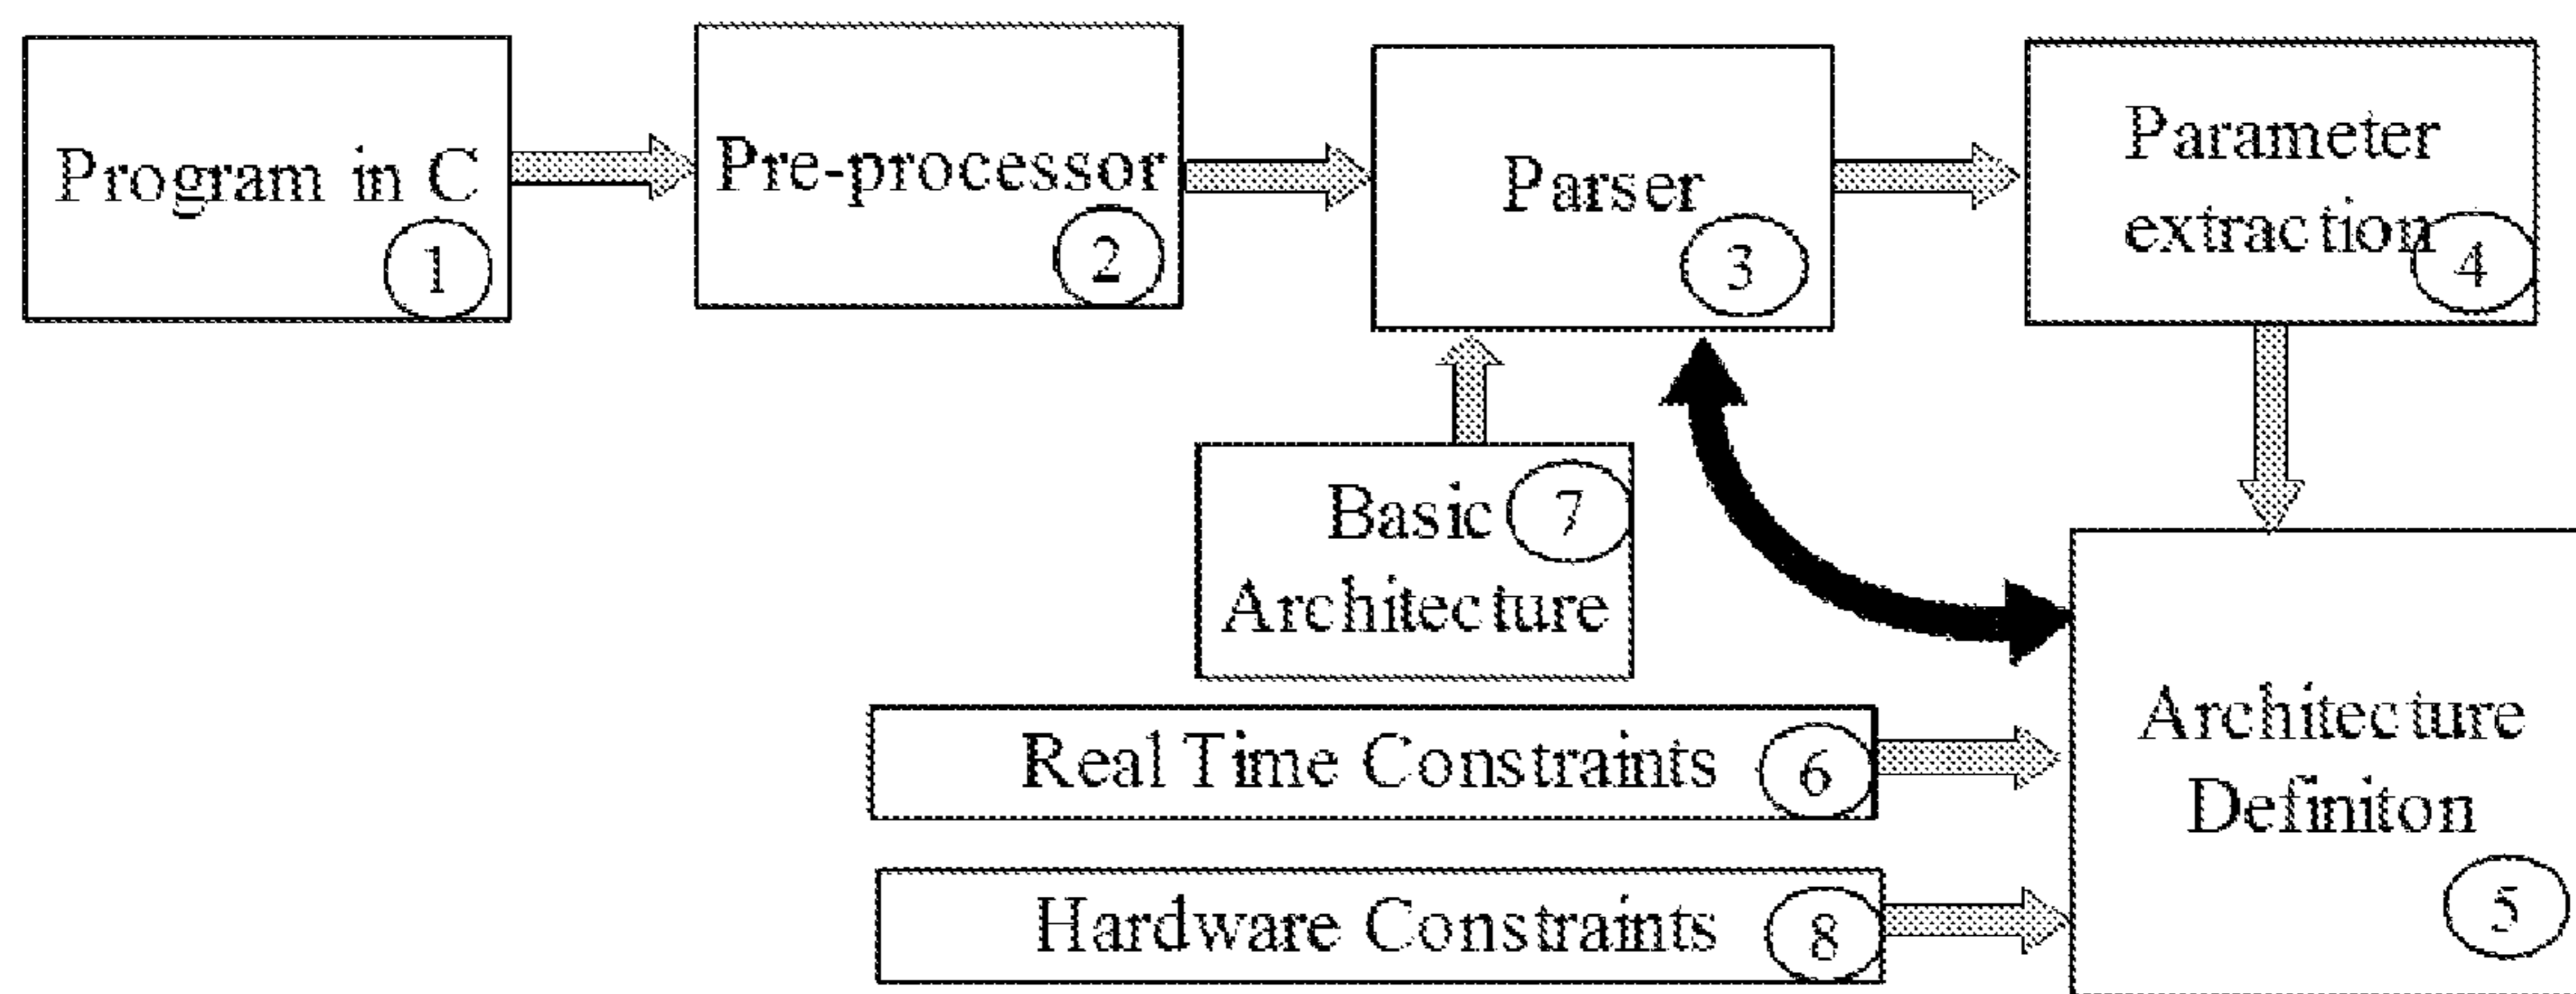 Program in C
1
Pre-processor
2
Parser
3
Parameter
extraction
4
Basic
7
Architecture
Real Time Constraints
6
Hardware Constraints
8
Architecture
Definiton
5